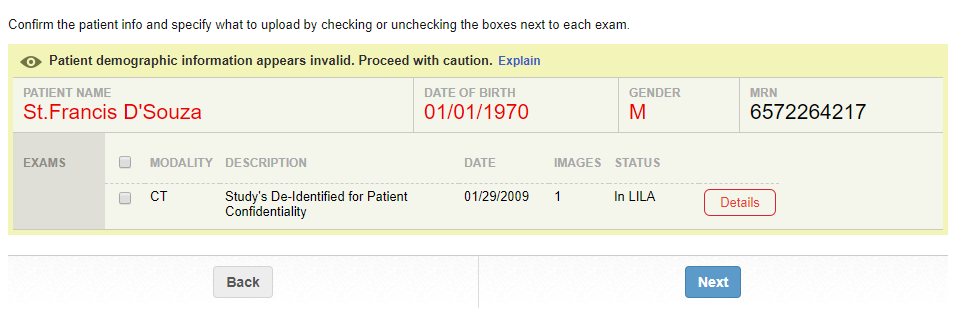 Confirm the patient info and specify what to upload by checking or unchecking the boxes next to each exam.
Patient demographic information appears invalid. Proceed with caution. Explain
PATIENT NAME DATE OF BIRTH GENDER MRN
St.Francis D'Souza 01/01/1970 M 6572264217
EXAMS MODALITY DESCRIPTION DATE IMAGES STATUS
CT Study's De-Identified for Patient 01/29/2009 1 In LILA Details
Confidentiality
Back Next